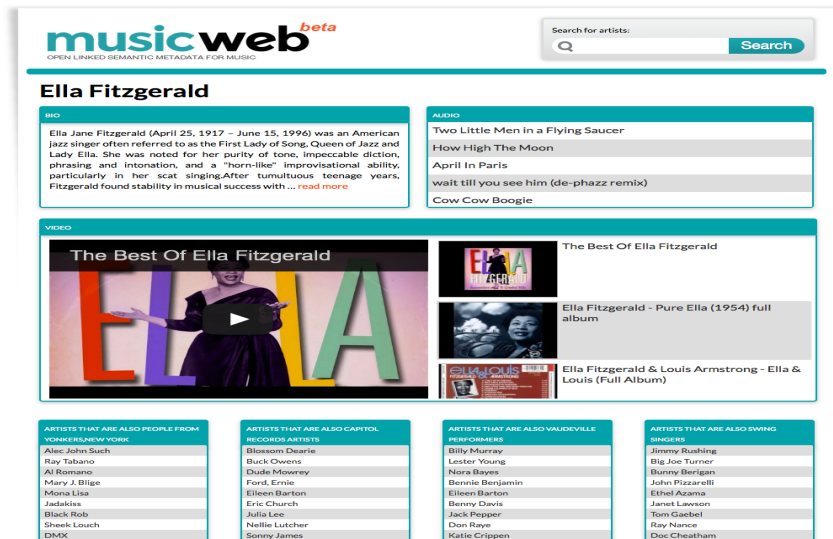 musicweb beta
OPEN LINKED SEMANTIC METADATA FOR MUSIC
Search for artists:
Search
Ella Fitzgerald
BIO
Ella Jane Fitzgerald (April 25, 1917 – June 15, 1996) was an American
jazz singer often referred to as the First Lady of Song, Queen of Jazz and
Lady Ella. She was noted for her purity of tone, impeccable diction,
phrasing and intonation, and a "horn-like" improvisational ability,
particularly in her scat singing.After tumultuous teenage years,
Fitzgerald found stability in musical success with ... read more
AUDIO
Two Little Men in a Flying Saucer
How High The Moon
April In Paris
wait till you see him (de-phazz remix)
Cow Cow Boogie
VIDEO
The Best Of Ella Fitzgerald
ELLA
ELLA
FITZGERALD
The Best Of Ella Fitzgerald
Ella Fitzgerald - Pure Ella (1954) full
album
ELLA & LOUIS
Ella Fitzgerald & Louis Armstrong - Ella &
Louis (Full Album)
ARTISTS THAT ARE ALSO PEOPLE FROM
YONKERS,NEW YORK
Alec John Such
Ray Tabano
Al Romano
Mary J. Blige
Mona Lisa
Jadakiss
Black Rob
Sheek Louch
DMX
ARTISTS THAT ARE ALSO CAPITOL
RECORDS ARTISTS
Blossom Dearie
Buck Owens
Dude Mowrey
Ford, Ernie
Eileen Barton
Eric Church
Julia Lee
Nellie Lutcher
Sonny James
ARTISTS THAT ARE ALSO VAUDEVILLE
PERFORMERS
Billy Murray
Lester Young
Nora Bayes
Bennie Benjamin
Eileen Barton
Benny Davis
Jack Pepper
Don Raye
Katie Crippen
ARTISTS THAT ARE ALSO SWING
SINGERS
Jimmy Rushing
Big Joe Turner
Bunny Berigan
John Pizzarelli
Ethel Azama
Janet Lawson
Tom Gaebel
Ray Nance
Doc Cheatham